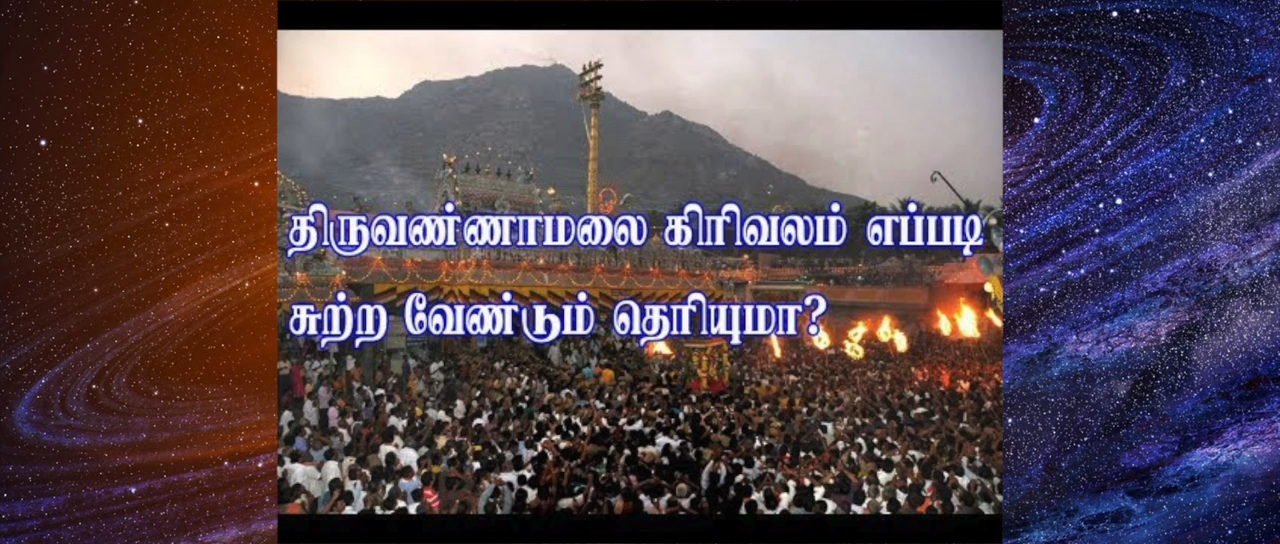 திருவண்ணாமலை கிரிவலம் எப்படி
சுற்ற வேண்டும் தெரியுமா?